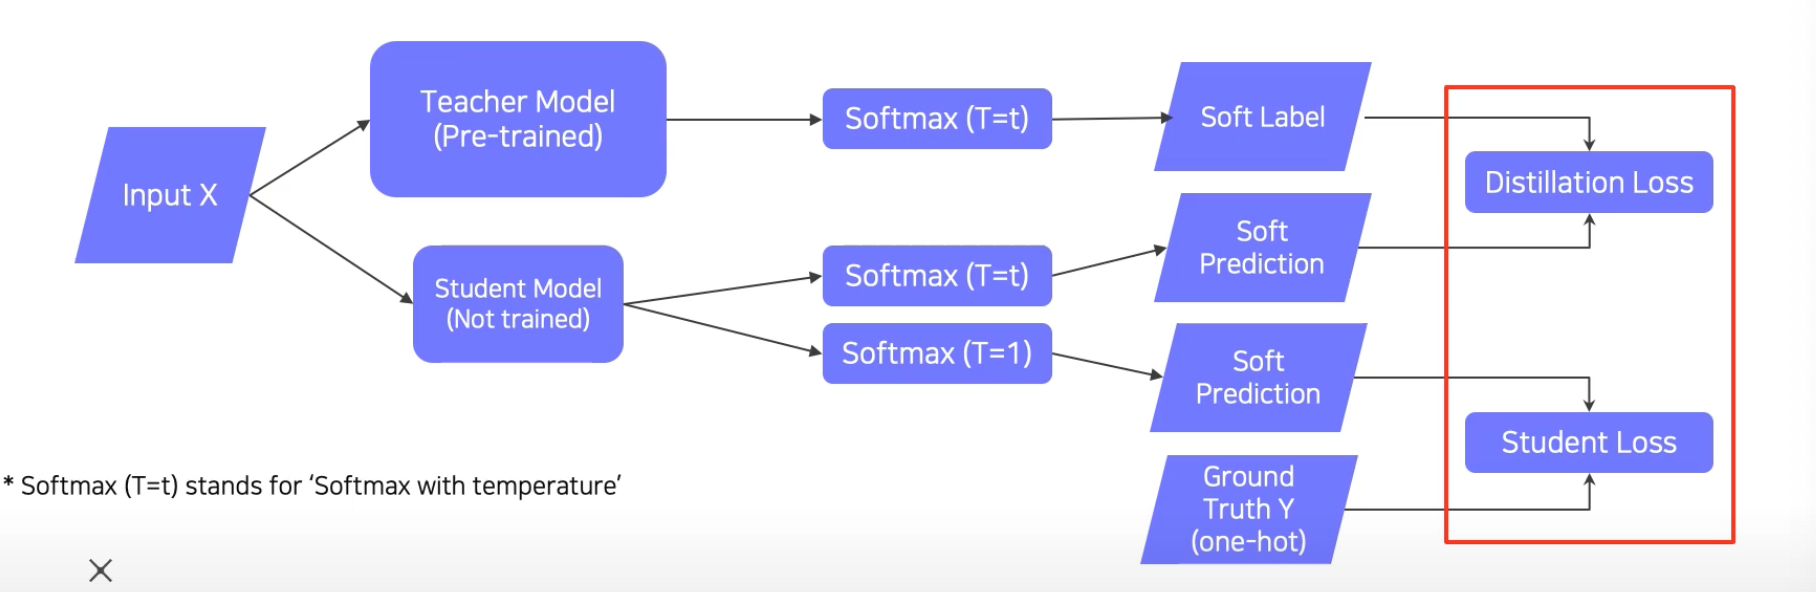 Input X
Teacher Model
(Pre-trained)
Softmax (T=t)
Soft Label
Distillation Loss
Student Model
(Not trained)
Softmax (T=t)
Soft
Prediction
Softmax (T=1)
Soft
Prediction
Student Loss
Ground
Truth Y
(one-hot)
* Softmax (T=t) stands for ‘Softmax with temperature’